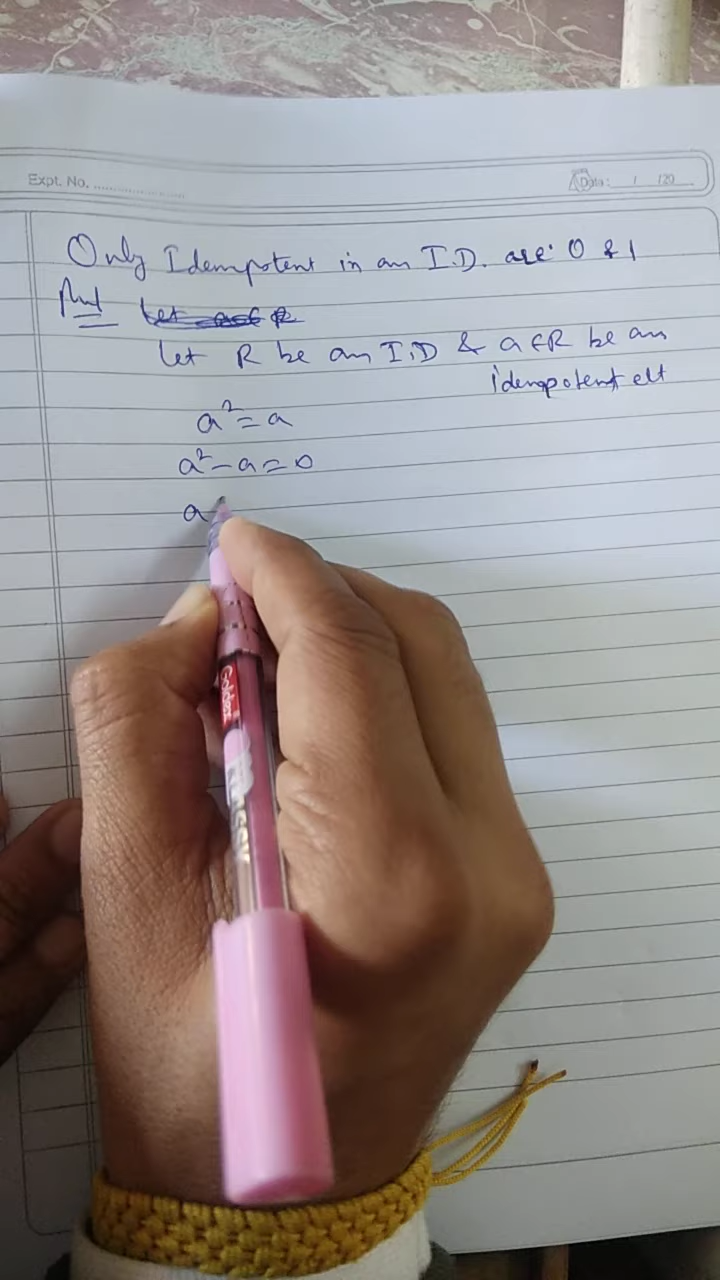 Expt. No. ........................
Date: / /20
Only Idempotent in an I.D. are: 0 & 1
let R be an I.D & a ∈ R be an
idempotent elt
a² = a
a² - a = 0
a